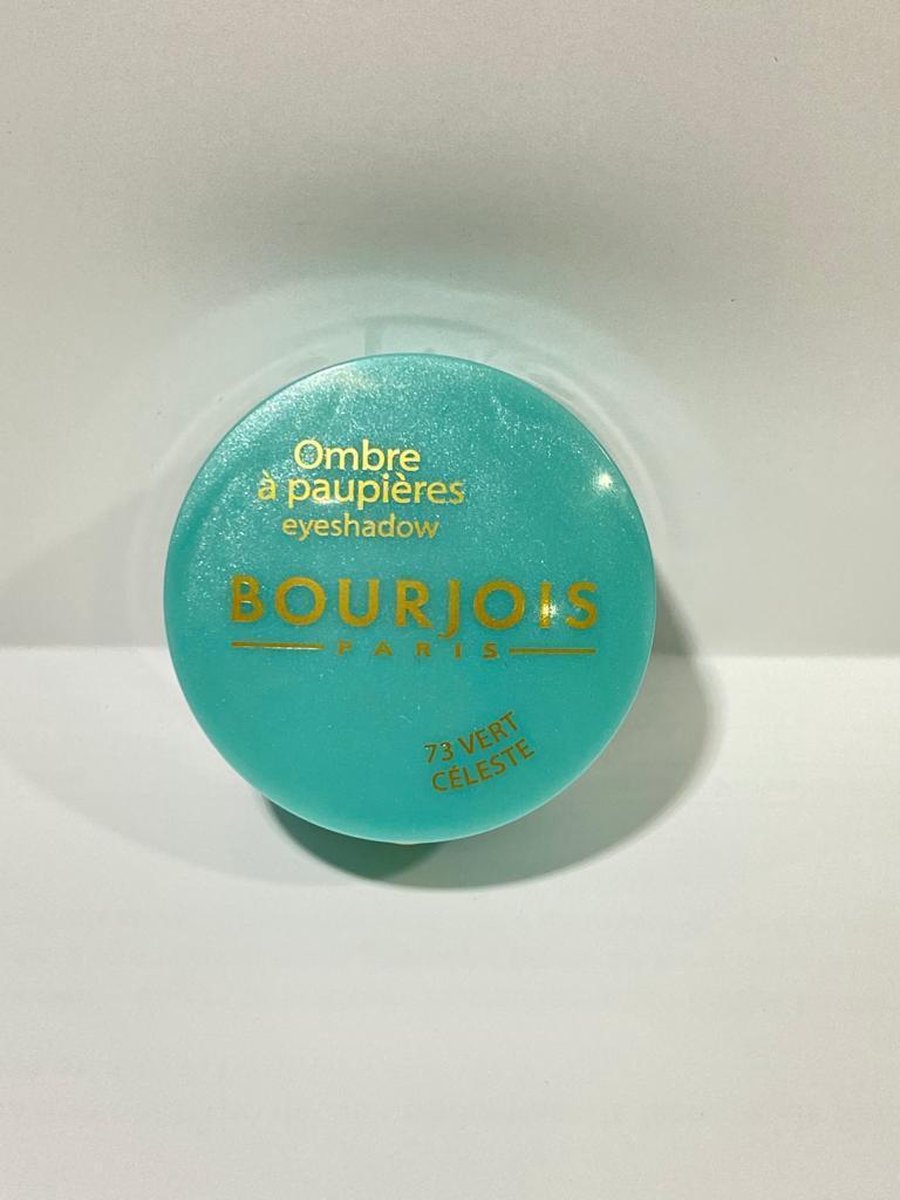 Ombre
à paupières
eyeshadow
BOURJOIS
PARIS
73 VERT
CÉLESTE